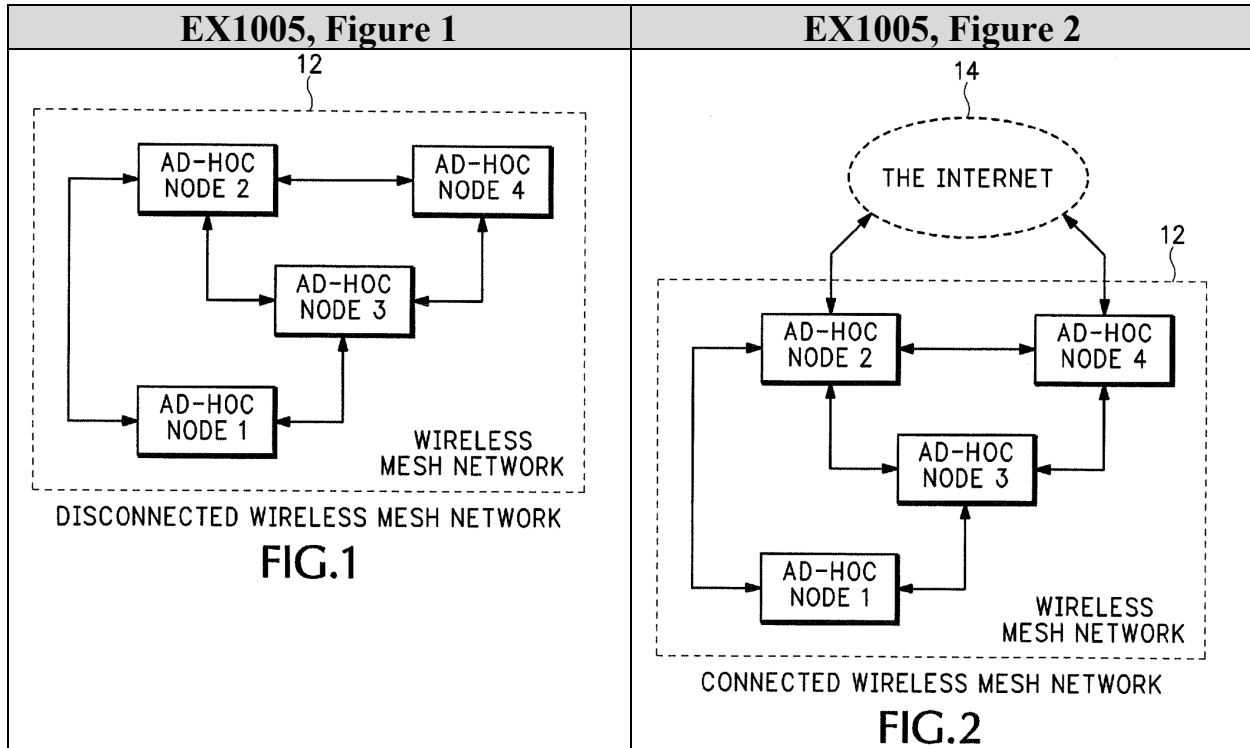 EX1005, Figure 1
12
AD-HOC
NODE 2
AD-HOC
NODE 4
AD-HOC
NODE 3
AD-HOC
NODE 1
WIRELESS
MESH NETWORK
DISCONNECTED WIRELESS MESH NETWORK
FIG.1
EX1005, Figure 2
14
THE INTERNET
12
AD-HOC
NODE 2
AD-HOC
NODE 4
AD-HOC
NODE 3
AD-HOC
NODE 1
WIRELESS
MESH NETWORK
CONNECTED WIRELESS MESH NETWORK
FIG.2